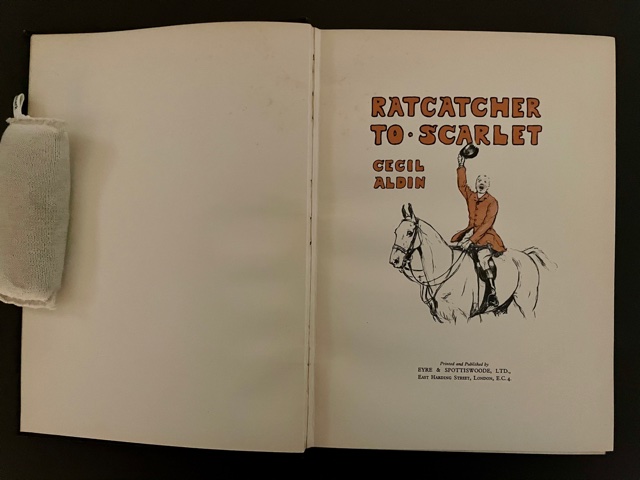 RATCATCHER
TO · SCARLET
CECIL
ALDIN
Printed and Published by
EYRE & SPOTTISWOODE, LTD.,
East Harding Street, London, E.C. 4